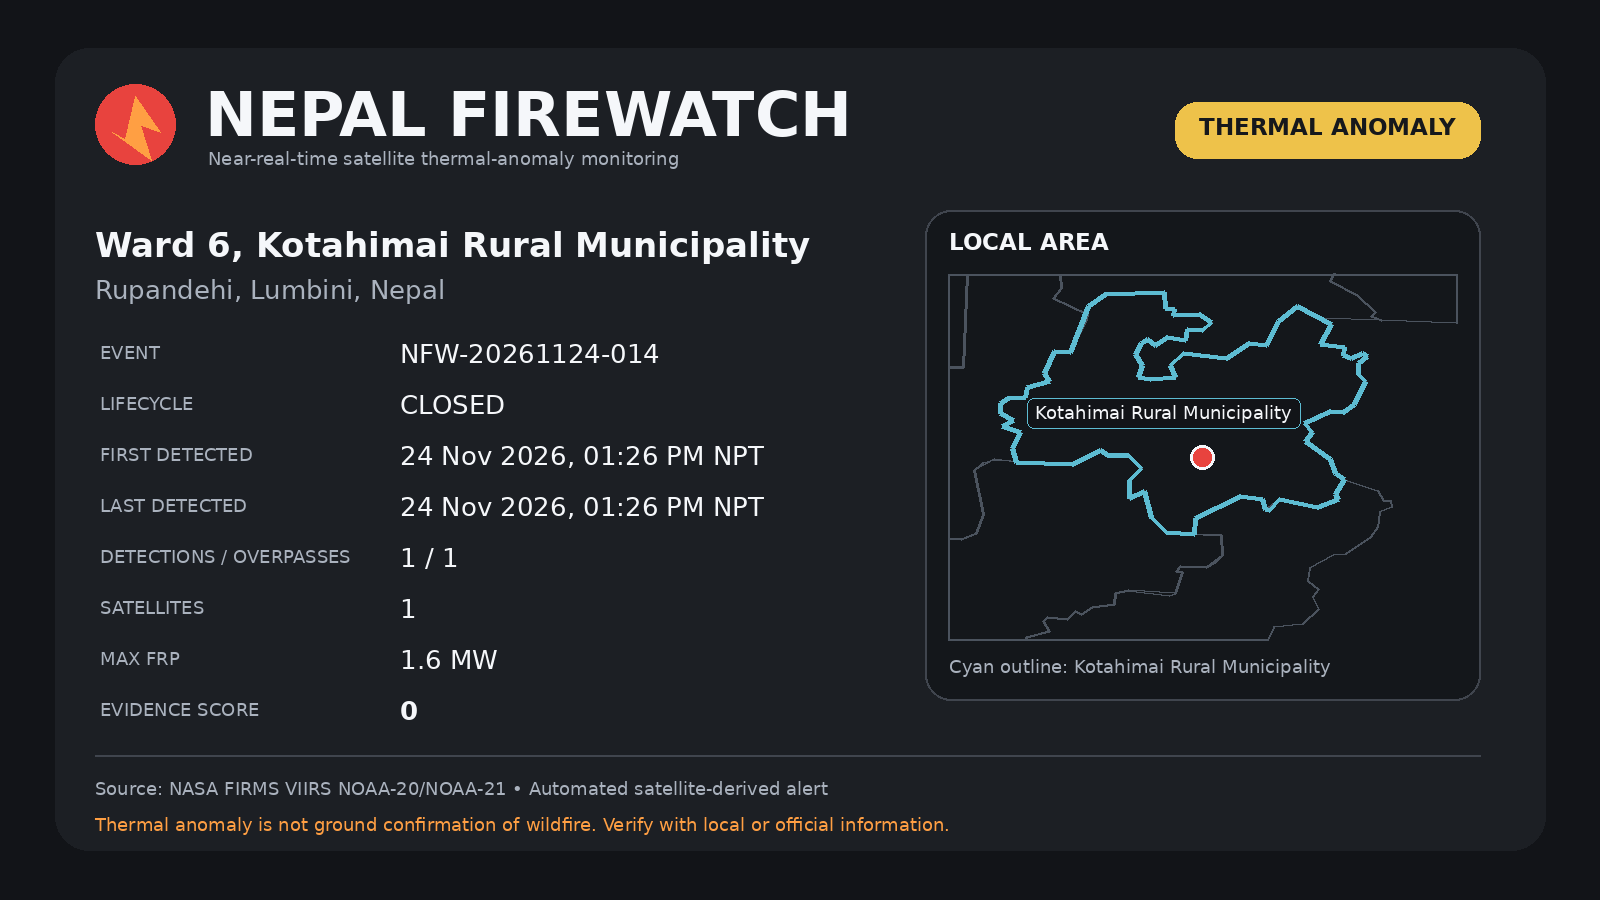 NEPAL FIREWATCH
Near-real-time satellite thermal-anomaly monitoring
THERMAL ANOMALY
Ward 6, Kotahimai Rural Municipality
Rupandehi, Lumbini, Nepal
EVENT NFW-20261124-014
LIFECYCLE CLOSED
FIRST DETECTED 24 Nov 2026, 01:26 PM NPT
LAST DETECTED 24 Nov 2026, 01:26 PM NPT
DETECTIONS / OVERPASSES 1 / 1
SATELLITES 1
MAX FRP 1.6 MW
EVIDENCE SCORE 0
LOCAL AREA
Kotahimai Rural Municipality
Cyan outline: Kotahimai Rural Municipality
Source: NASA FIRMS VIIRS NOAA-20/NOAA-21 • Automated satellite-derived alert
Thermal anomaly is not ground confirmation of wildfire. Verify with local or official information.